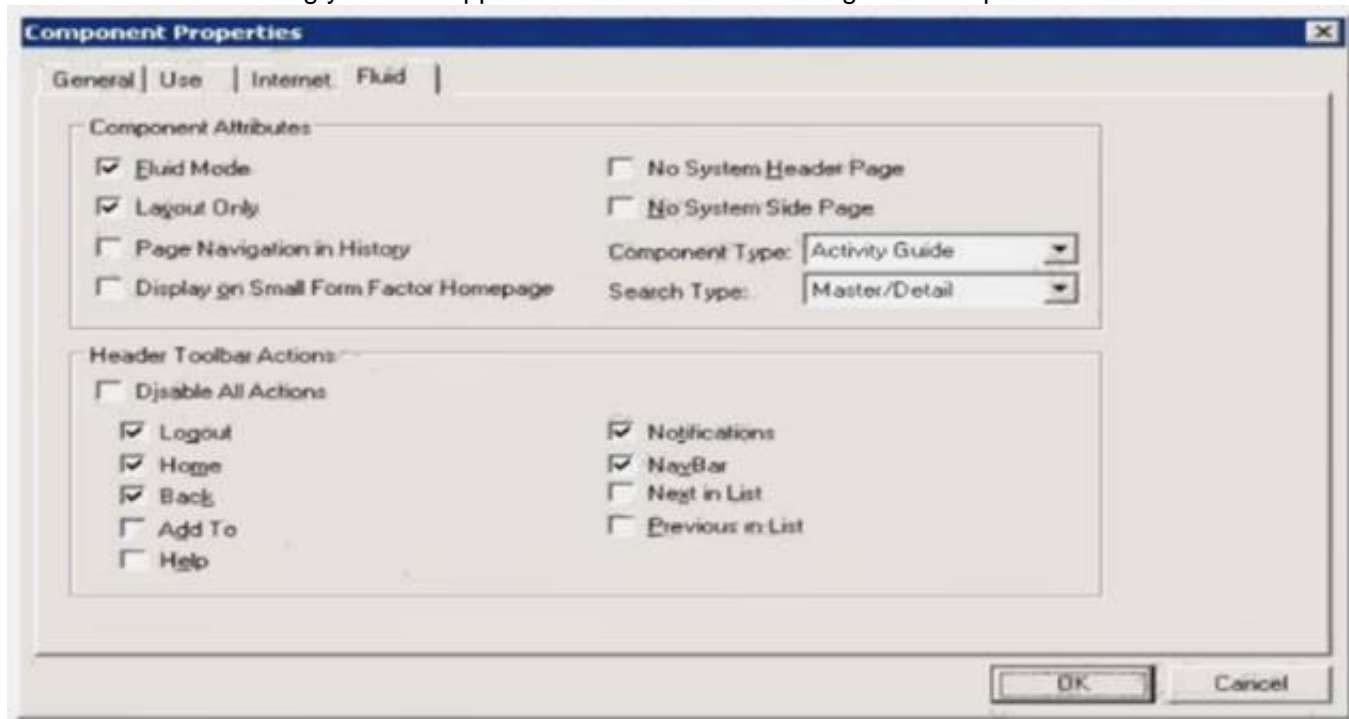 Component Properties
General Use Internet Fluid
Component Attributes
Fluid Mode No System Header Page
Layout Only No System Side Page
Page Navigation in History Component Type: Activity Guide
Display on Small Form Factor Homepage Search Type: Master/Detail
Header Toolbar Actions
Disable All Actions
Logout Notifications
Home NavBar
Back Next in List
Add To Previous in List
Help
OK Cancel